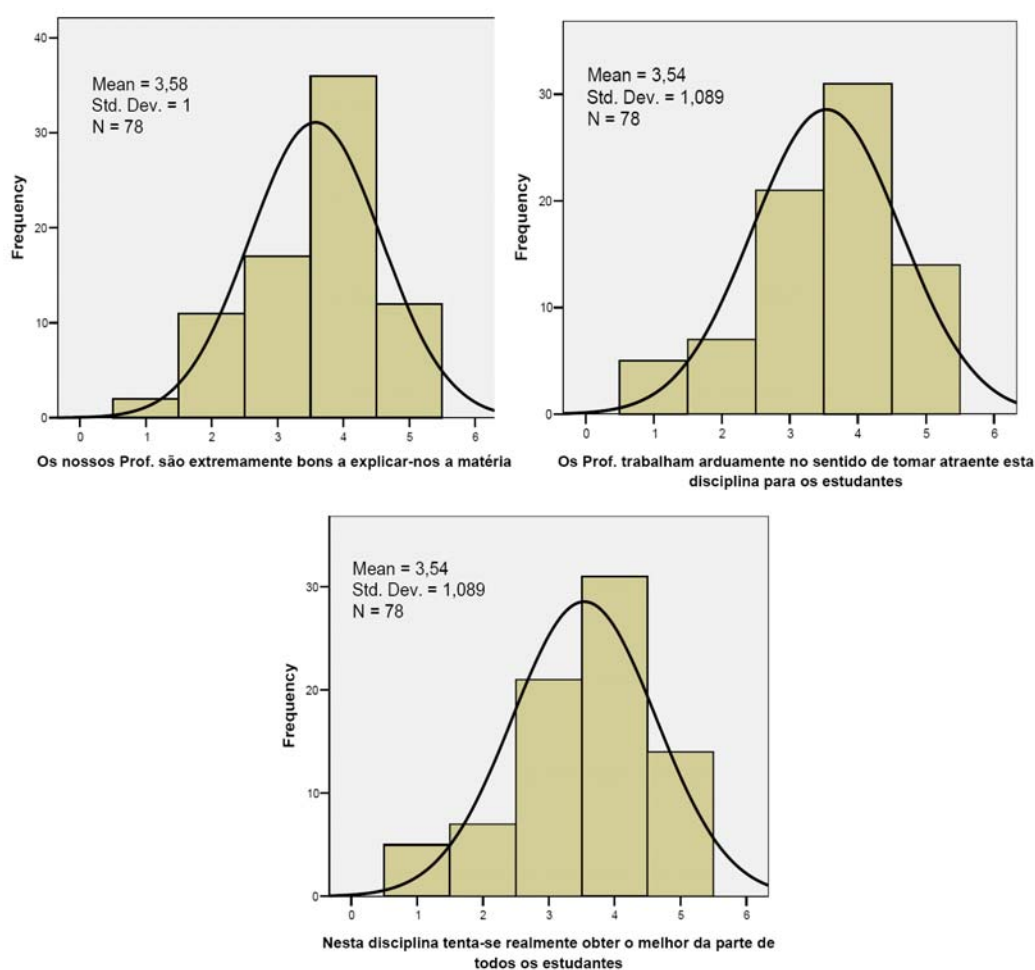 40
30
20
10
0
Frequency
Mean = 3,58
Std. Dev. = 1
N = 78
0 1 2 3 4 5 6
Os nossos Prof. são extremamente bons a explicar-nos a matéria
30
20
10
0
Frequency
Mean = 3,54
Std. Dev. = 1,089
N = 78
0 1 2 3 4 5 6
Os Prof. trabalham arduamente no sentido de tomar atraente esta
disciplina para os estudantes
30
20
10
0
Frequency
Mean = 3,54
Std. Dev. = 1,089
N = 78
0 1 2 3 4 5 6
Nesta disciplina tenta-se realmente obter o melhor da parte de
todos os estudantes